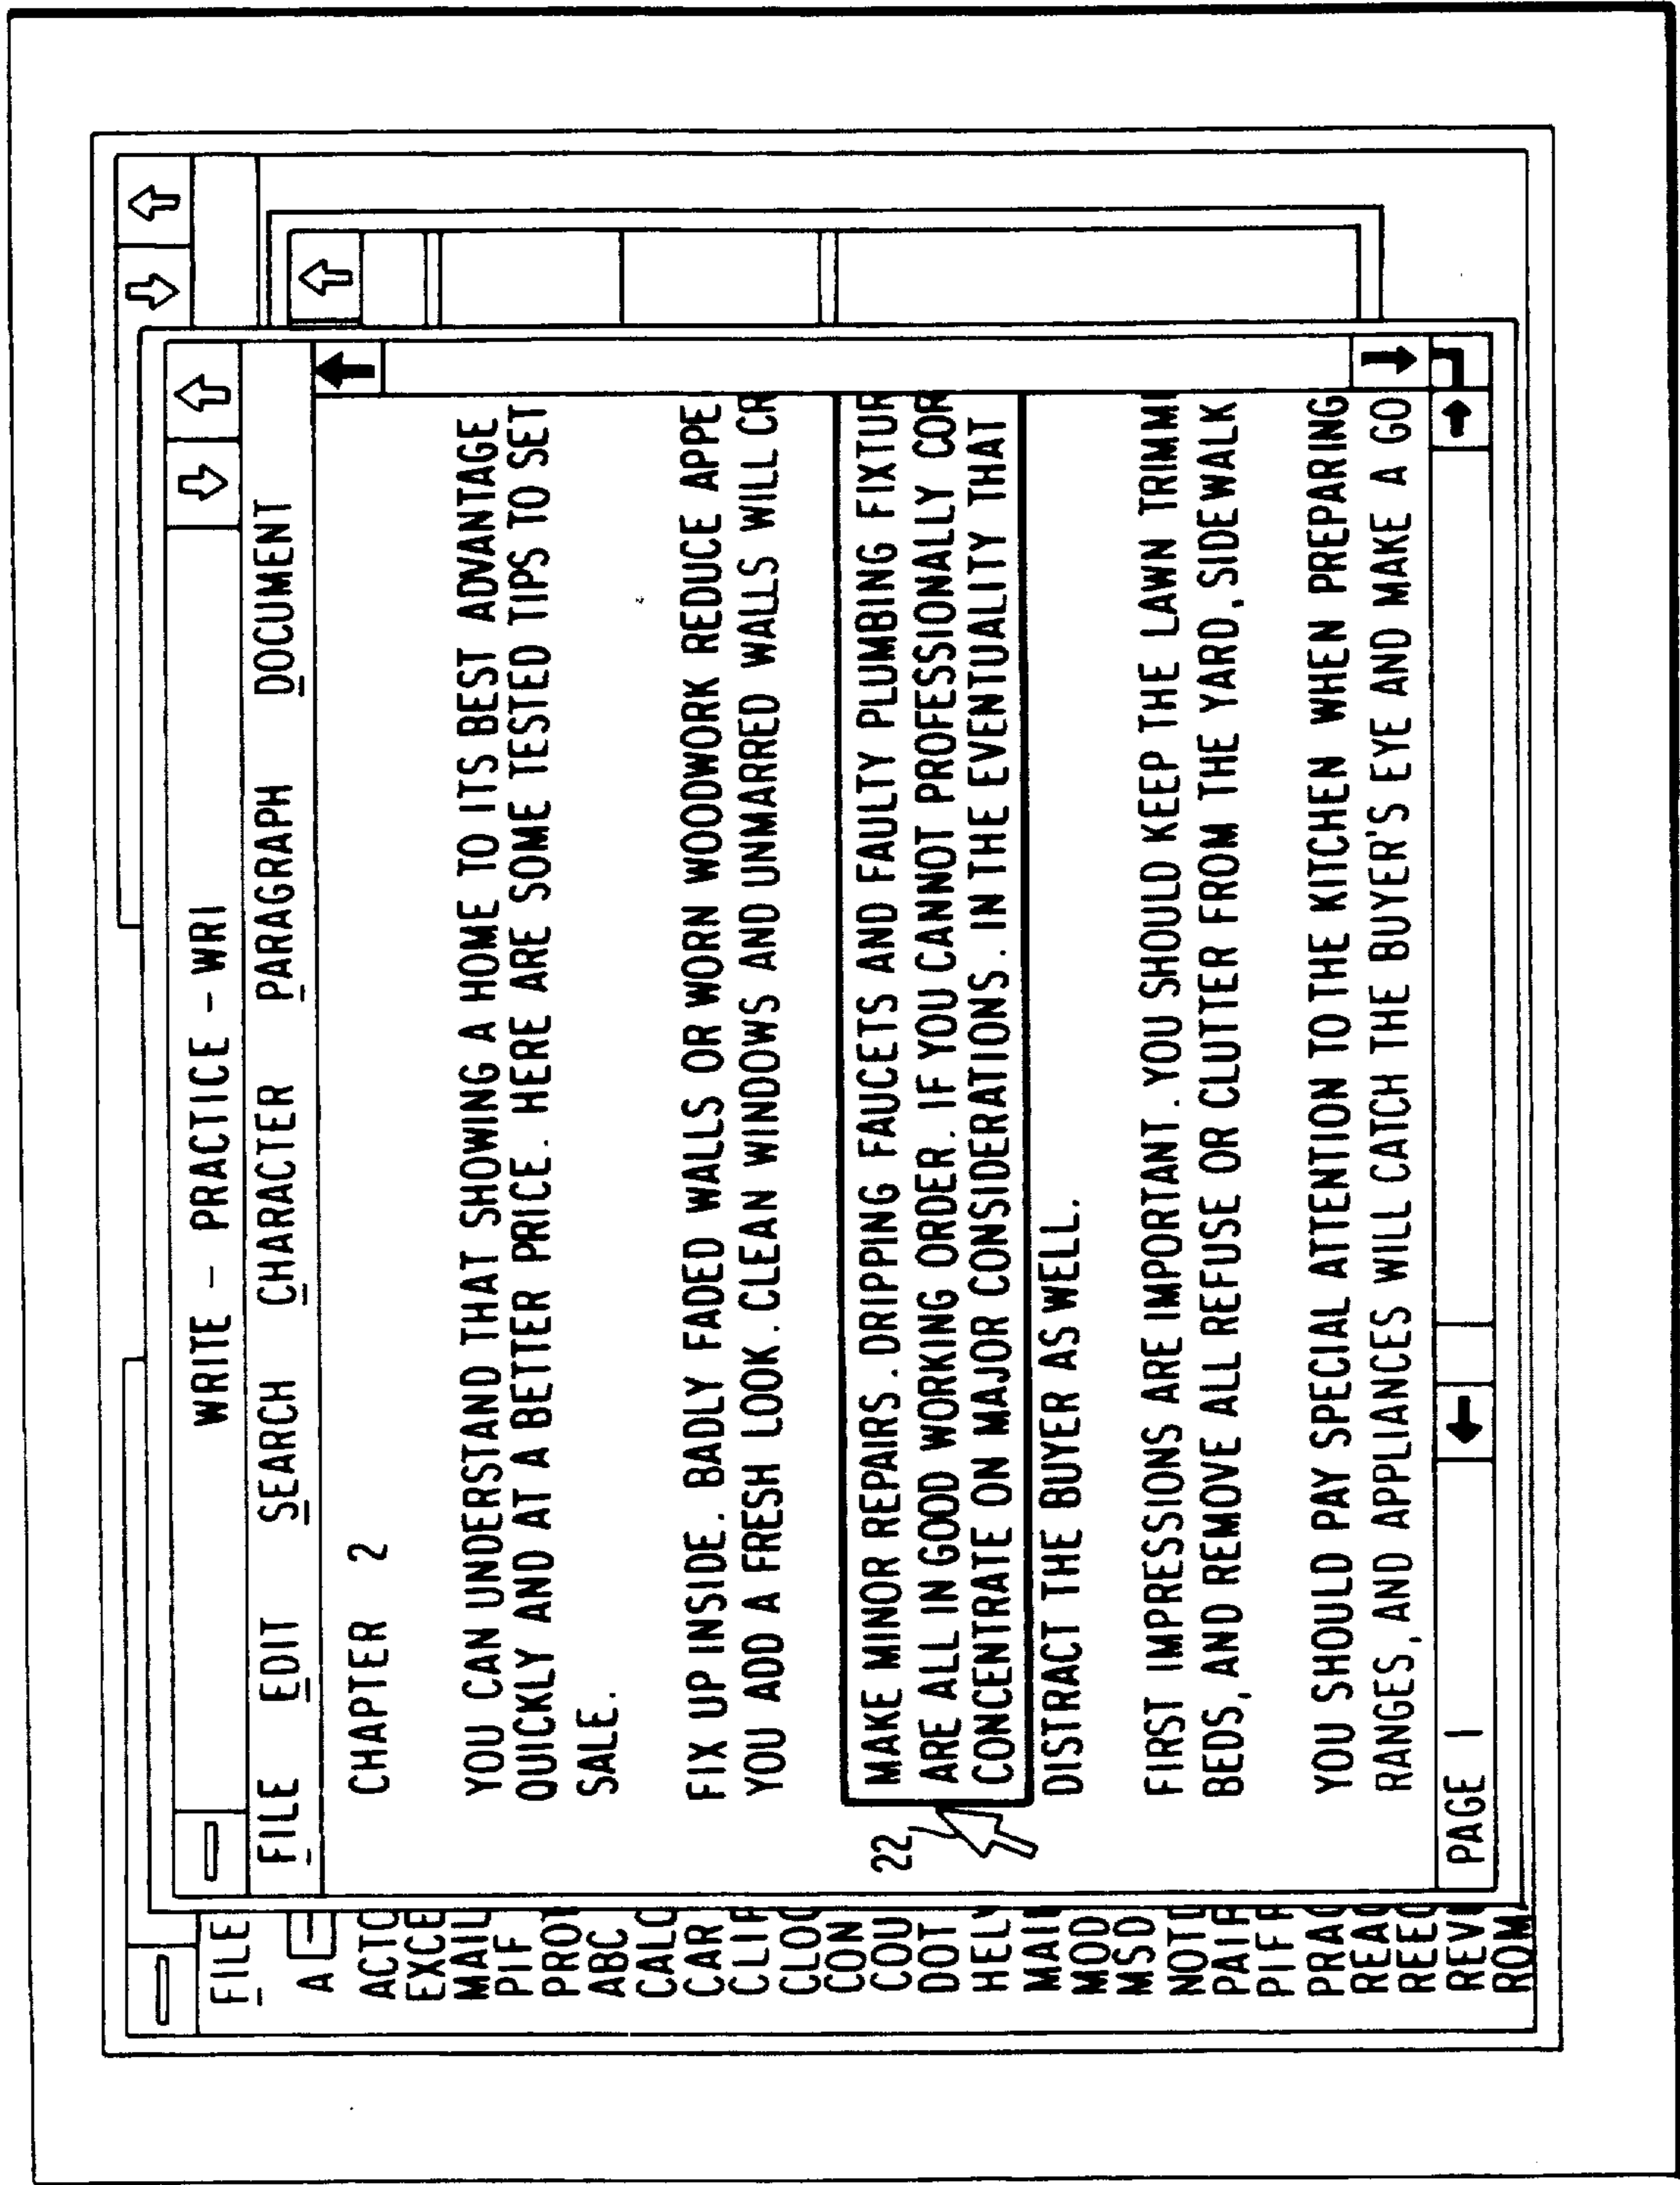 WRITE - PRACTICE - WRI
FILE EDIT SEARCH CHARACTER PARAGRAPH DOCUMENT
CHAPTER 2
YOU CAN UNDERSTAND THAT SHOWING A HOME TO ITS BEST ADVANTAGE
QUICKLY AND AT A BETTER PRICE. HERE ARE SOME TESTED TIPS TO SET
SALE.
FIX UP INSIDE. BADLY FADED WALLS OR WORN WOODWORK REDUCE APPE
YOU ADD A FRESH LOOK. CLEAN WINDOWS AND UNMARRED WALLS WILL CR
MAKE MINOR REPAIRS. DRIPPING FAUCETS AND FAULTY PLUMBING FIXTUR
ARE ALL IN GOOD WORKING ORDER. IF YOU CANNOT PROFESSIONALLY COR
CONCENTRATE ON MAJOR CONSIDERATIONS. IN THE EVENTUALITY THAT
DISTRACT THE BUYER AS WELL.
22
FIRST IMPRESSIONS ARE IMPORTANT. YOU SHOULD KEEP THE LAWN TRIMM
BEDS, AND REMOVE ALL REFUSE OR CLUTTER FROM THE YARD, SIDEWALK
YOU SHOULD PAY SPECIAL ATTENTION TO THE KITCHEN WHEN PREPARING
RANGES, AND APPLIANCES WILL CATCH THE BUYER'S EYE AND MAKE A GO
PAGE 1
FILE
A
ACTO
EXCE
MAIL
PIF
PROT
ABC
CALC
CAR
CLIP
CLOC
CON
COU
DOT
HELV
MAIL
MOD
MSD
NOTE
PAIR
PIFR
PRAC
REAC
REEC
REVI
ROM